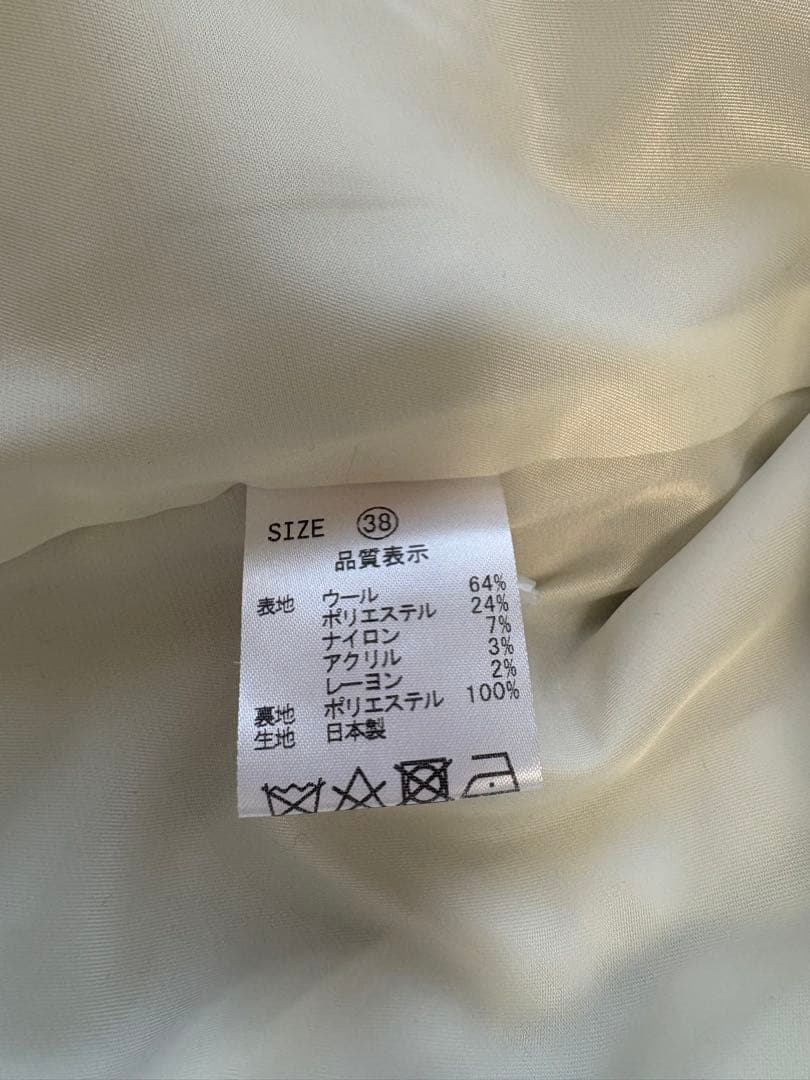 SIZE ㊳
品質表示
表地 ウール 64%
ポリエステル 24%
ナイロン 7%
アクリル 3%
レーヨン 2%
裏地 ポリエステル 100%
生地 日本製